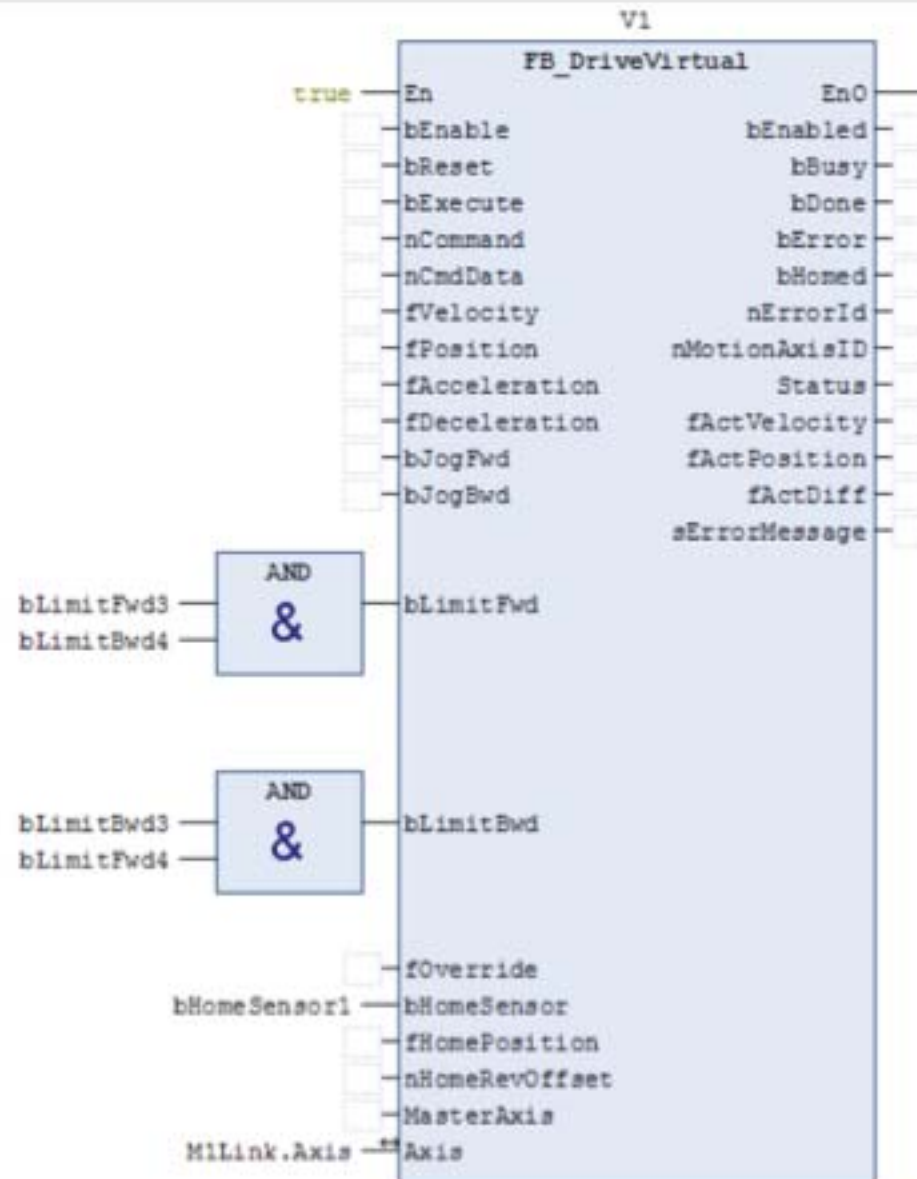 V1
FB_DriveVirtual
true En EnO
bEnable bEnabled
bReset bBusy
bExecute bDone
nCommand bError
nCmdData bHomed
fVelocity nErrorId
fPosition nMotionAxisID
fAcceleration Status
fDeceleration fActVelocity
bJogFwd fActPosition
bJogBwd fActDiff
sErrorMessage
AND
bLimitFwd3 & bLimitFwd
bLimitBwd4
AND
bLimitBwd3 & bLimitBwd
bLimitFwd4
fOverride
bHomeSensor1 bHomeSensor
fHomePosition
nHomeRevOffset
MasterAxis
M1Link.Axis Axis